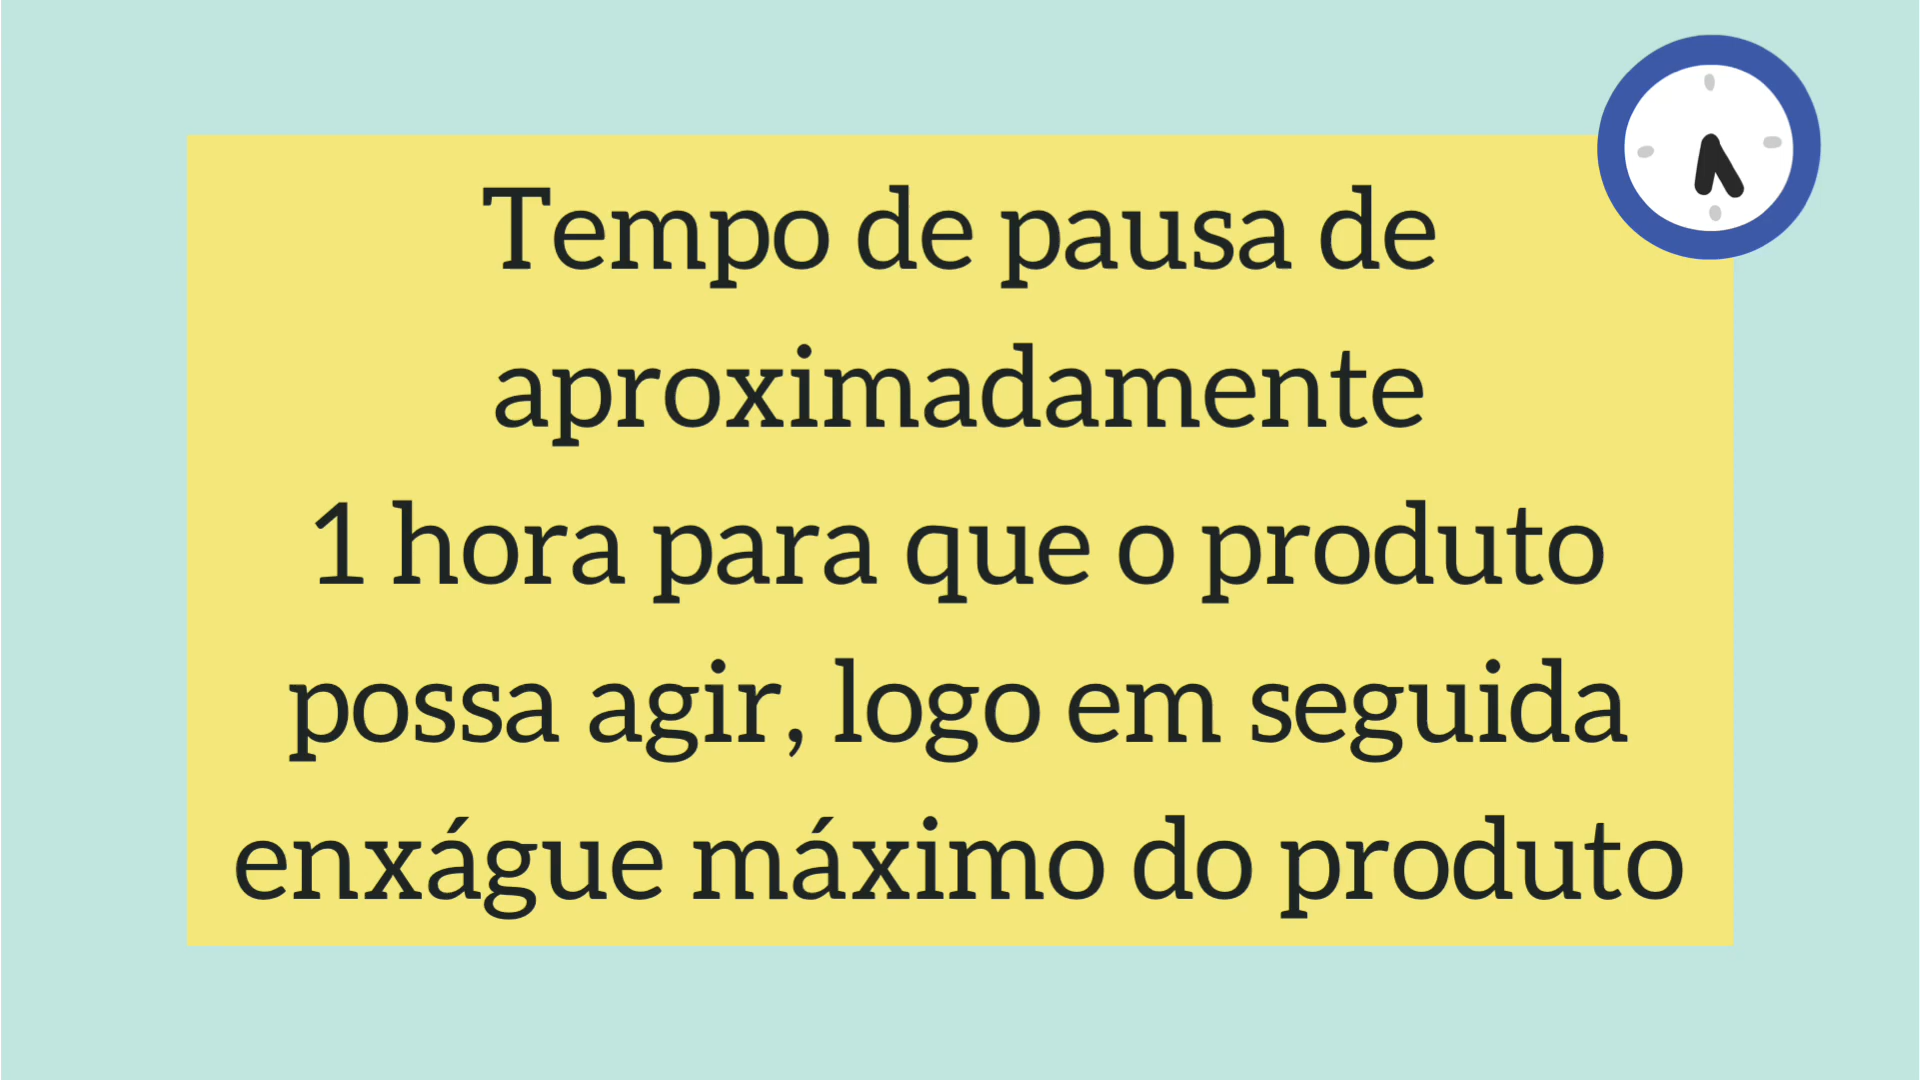 Tempo de pausa de
aproximadamente
1 hora para que o produto
possa agir, logo em seguida
enxágue máximo do produto